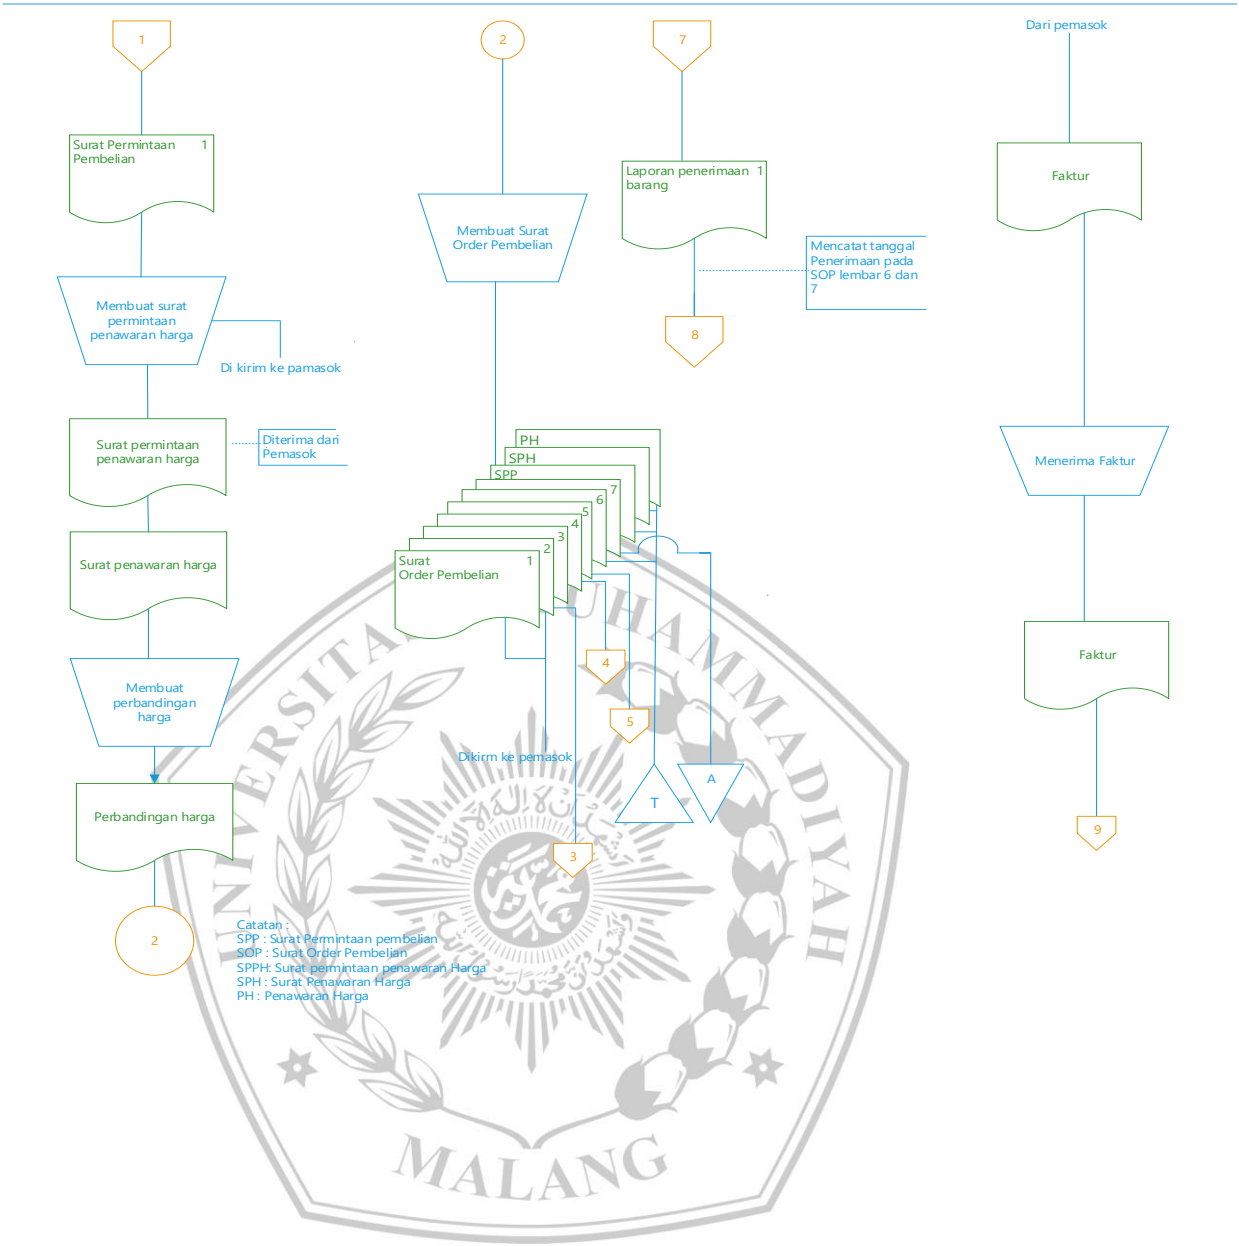 1
Surat Permintaan 1
Pembelian
Membuat surat
permintaan
penawaran harga
Di kirim ke pamasok
Surat permintaan
penawaran harga
Diterima dari
Pemasok
Surat penawaran harga
Membuat
perbandingan
harga
Perbandingan harga
2
Catatan :
SPP : Surat Permintaan pembelian
SOP : Surat Order Pembelian
SPPH: Surat permintaan penawaran Harga
SPH : Surat Penawaran Harga
PH : Penawaran Harga
2
Membuat Surat
Order Pembelian
PH
SPH
SPP
7
6
5
4
3
2
Surat 1
Order Pembelian
4
5
Dikirm ke pemasok
T
A
3
7
Laporan penerimaan 1
barang
Mencatat tanggal
Penerimaan pada
SOP lembar 6 dan
7
8
Dari pemasok
Faktur
Menerima Faktur
Faktur
9
UNIVERSITAS MUHAMMADIYAH
MALANG